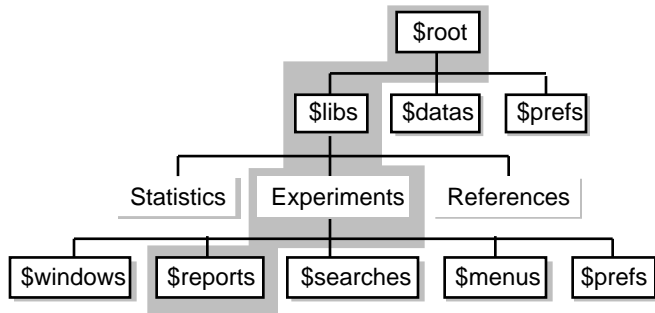 $root
$libs $datas $prefs
Statistics Experiments References
$windows $reports $searches $menus $prefs